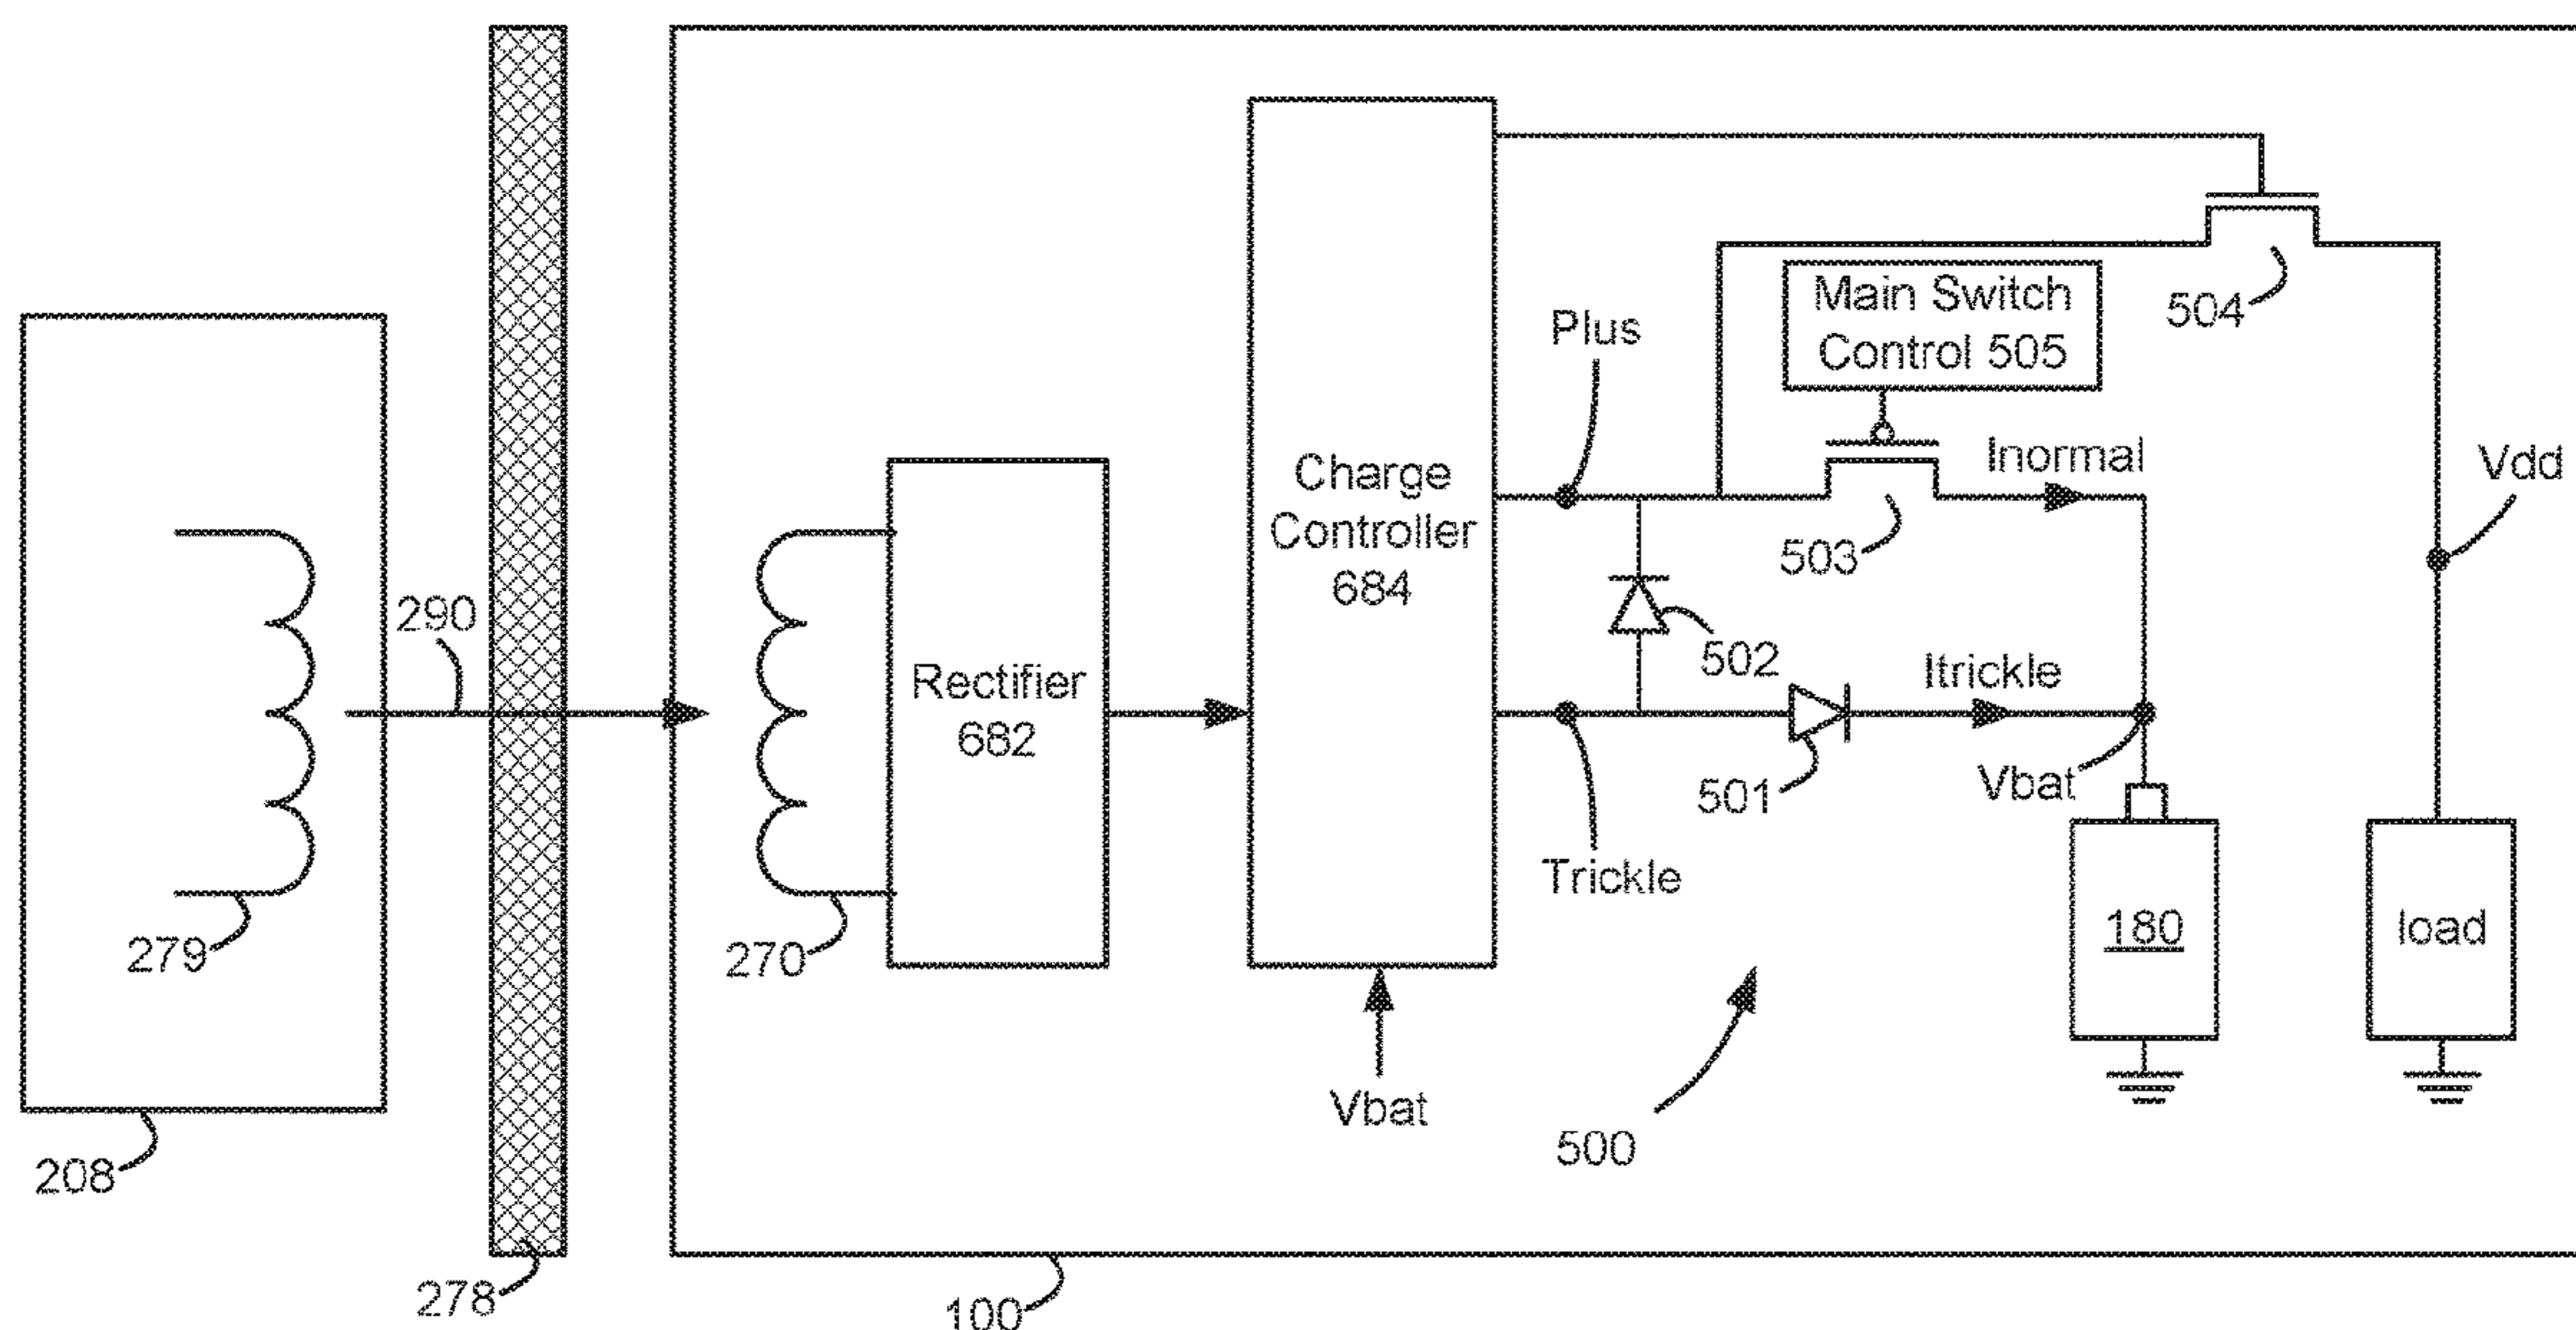 Main Switch
Control 505
504
Plus
Inormal
Vdd
Charge
Controller
684
503
290
502
Itrickle
Rectifier
682
501
Vbat
Trickle
279
270
180
load
Vbat
500
208
278
100